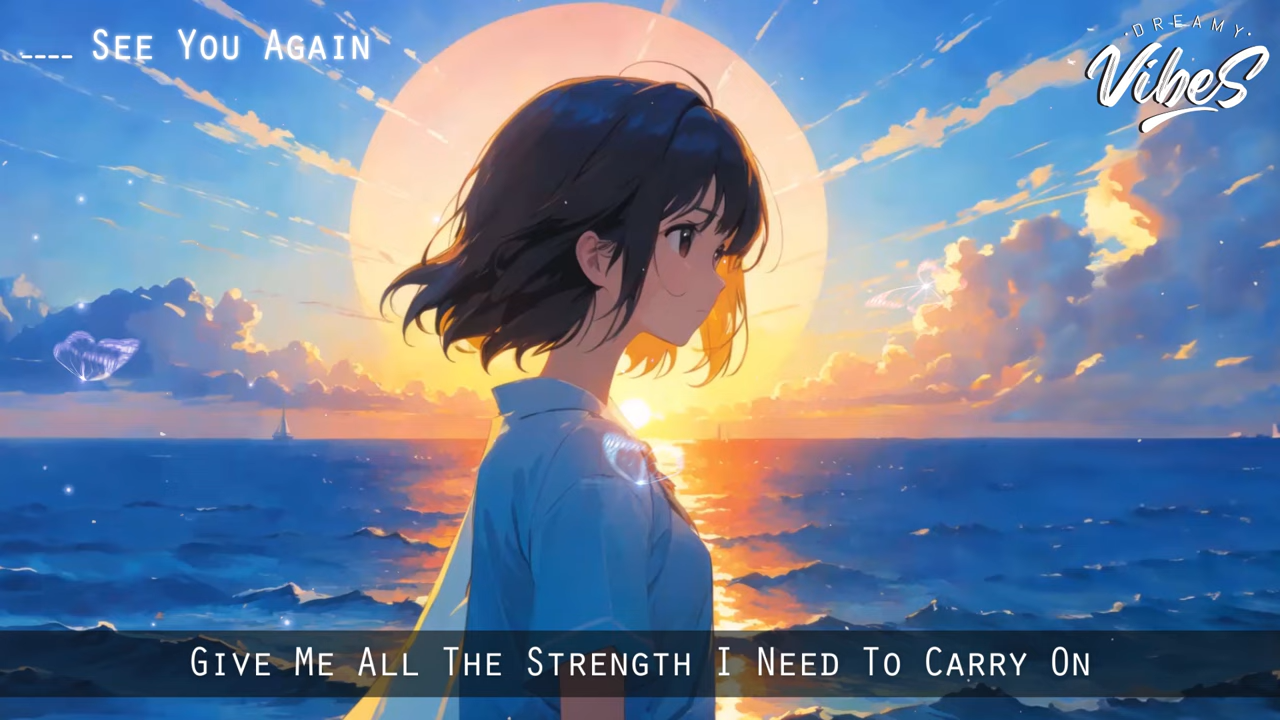 ---- See You Again
DREAMY
Vibes
Give Me All The Strength I Need To Carry On